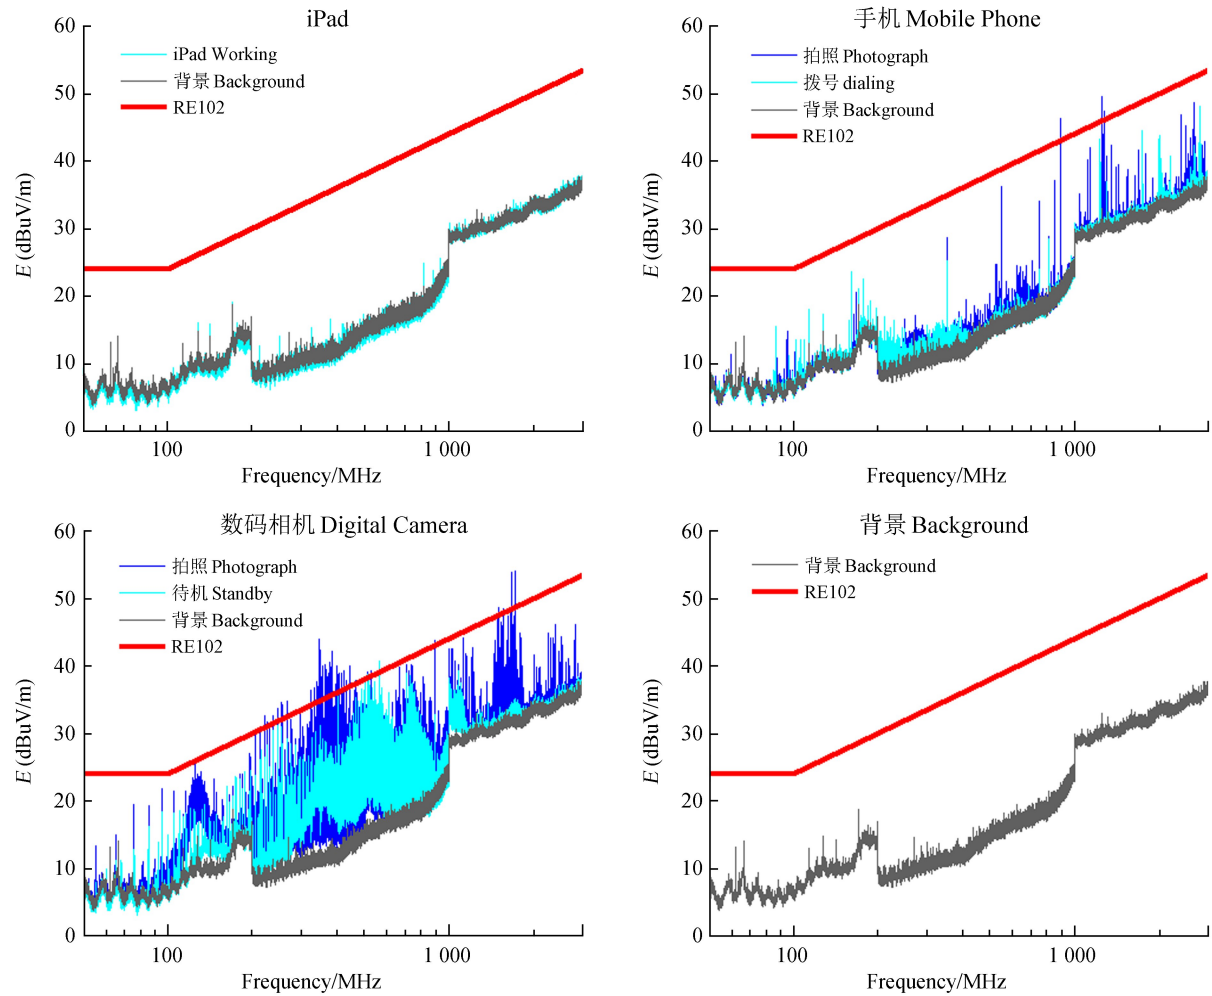 iPad
60
50
40
30
20
10
0
E (dBuV/m)
iPad Working
背景 Background
RE102
100
1 000
Frequency/MHz
手机 Mobile Phone
60
50
40
30
20
10
0
E (dBuV/m)
拍照 Photograph
拨号 dialing
背景 Background
RE102
100
1 000
Frequency/MHz
数码相机 Digital Camera
60
50
40
30
20
10
0
E (dBuV/m)
拍照 Photograph
待机 Standby
背景 Background
RE102
100
1 000
Frequency/MHz
背景 Background
60
50
40
30
20
10
0
E (dBuV/m)
背景 Background
RE102
100
1 000
Frequency/MHz